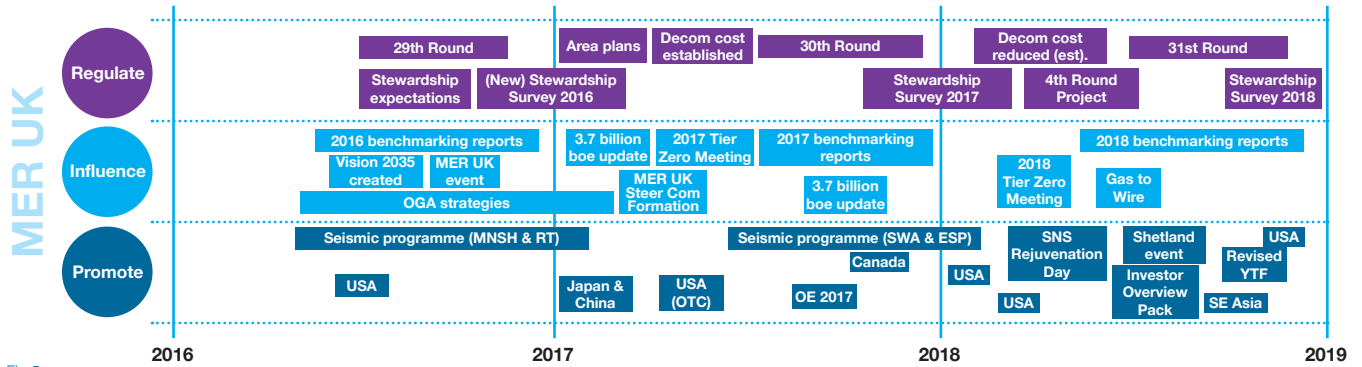 MER UK
Regulate
29th Round
Area plans
Decom cost
established
30th Round
Decom cost
reduced (est).
31st Round
Stewardship
expectations
(New) Stewardship
Survey 2016
Stewardship
Survey 2017
4th Round
Project
Stewardship
Survey 2018
Influence
2016 benchmarking reports
3.7 billion
boe update
2017 Tier
Zero Meeting
2017 benchmarking
reports
2018 benchmarking reports
Vision 2035
created
MER UK
event
MER UK
Steer Com
Formation
3.7 billion
boe update
2018
Tier Zero
Meeting
Gas to
Wire
OGA strategies
Promote
Seismic programme (MNSH & RT)
Seismic programme (SWA & ESP)
SNS
Rejuvenation
Day
Shetland
event
USA
Canada
Revised
YTF
USA
Japan &
China
USA
(OTC)
OE 2017
USA
USA
Investor
Overview
Pack
SE Asia
2016
2017
2018
2019